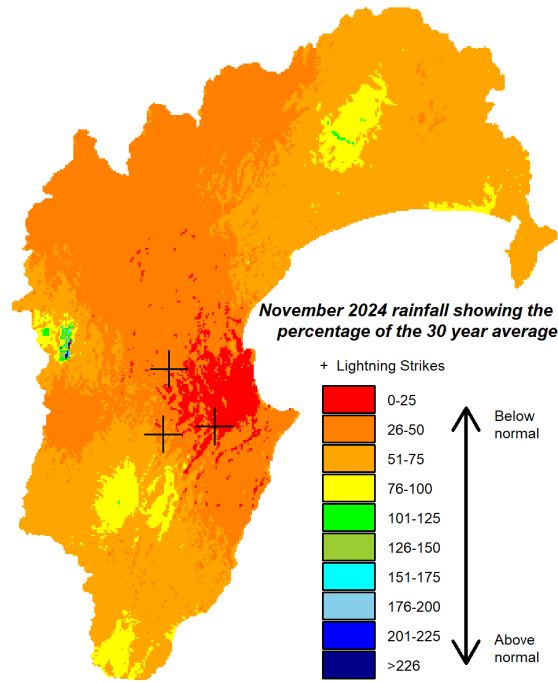 November 2024 rainfall showing the
percentage of the 30 year average
+ Lightning Strikes
0-25
26-50
51-75
76-100
101-125
126-150
151-175
176-200
201-225
>226
Below
normal
Above
normal